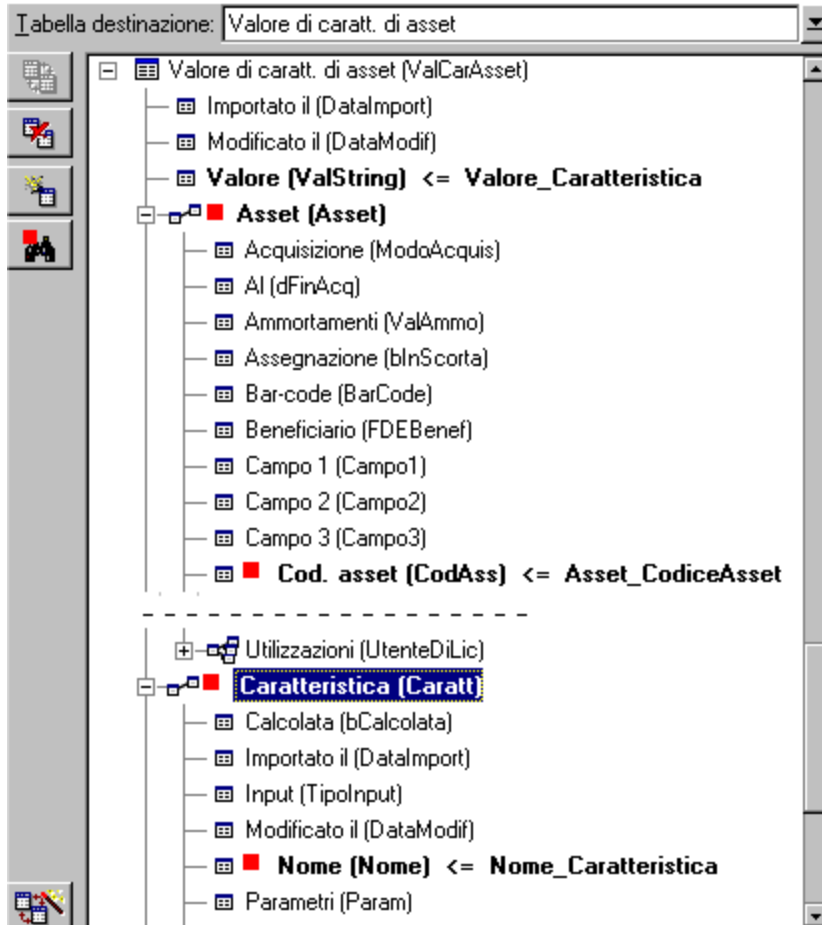 Tabella destinazione: Valore di caratt. di asset
Valore di caratt. di asset (ValCarAsset)
Importato il (DataImport)
Modificato il (DataModif)
Valore (ValString) <= Valore_Caratteristica
Asset (Asset)
Acquisizione (ModoAcquis)
Al (dFinAcq)
Ammortamenti (ValAmmo)
Assegnazione (bInScorta)
Bar-code (BarCode)
Beneficiario (FDEBenef)
Campo 1 (Campo1)
Campo 2 (Campo2)
Campo 3 (Campo3)
Cod. asset (CodAss) <= Asset_CodiceAsset
Utilizzazioni (UtenteDiLic)
Caratteristica (Caratt)
Calcolata (bCalcolata)
Importato il (DataImport)
Input (TipoInput)
Modificato il (DataModif)
Nome (Nome) <= Nome_Caratteristica
Parametri (Param)